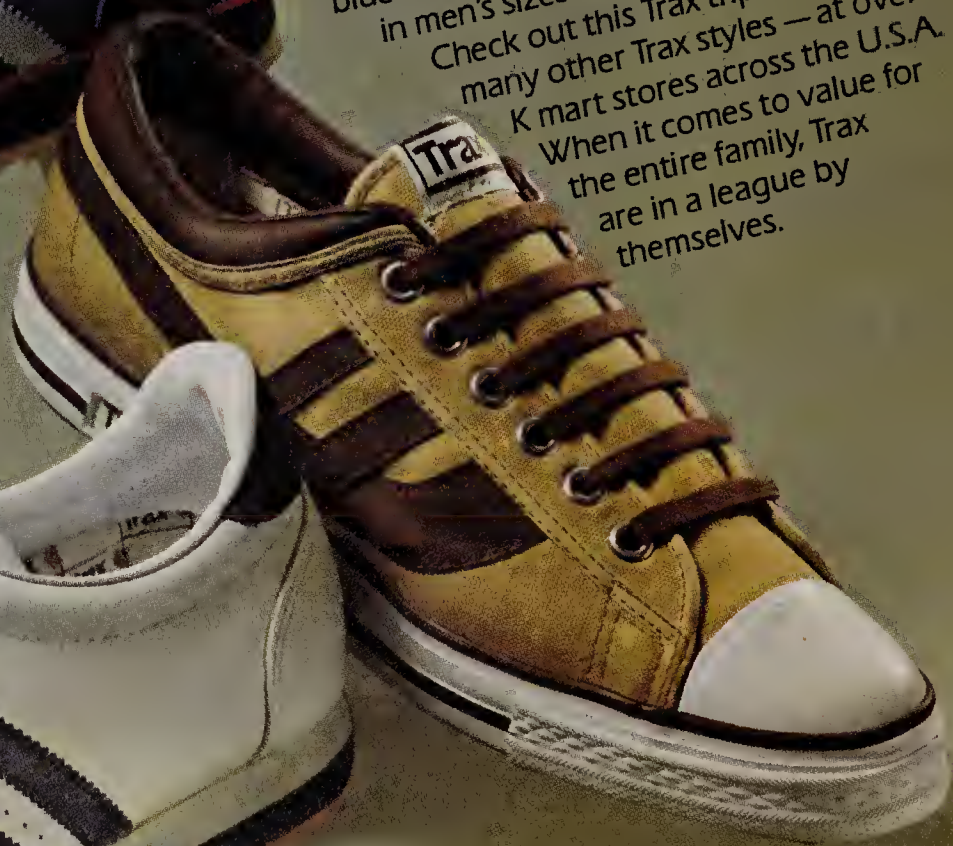 in men's sizes
Check out this Trax
many other Trax styles — at
K mart stores across the U.S.A.
When it comes to value for
the entire family, Trax
are in a league by
themselves.
Tra
Trax